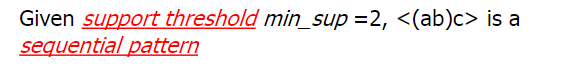 Given support threshold min_sup =2, <(ab)c> is a
sequential pattern